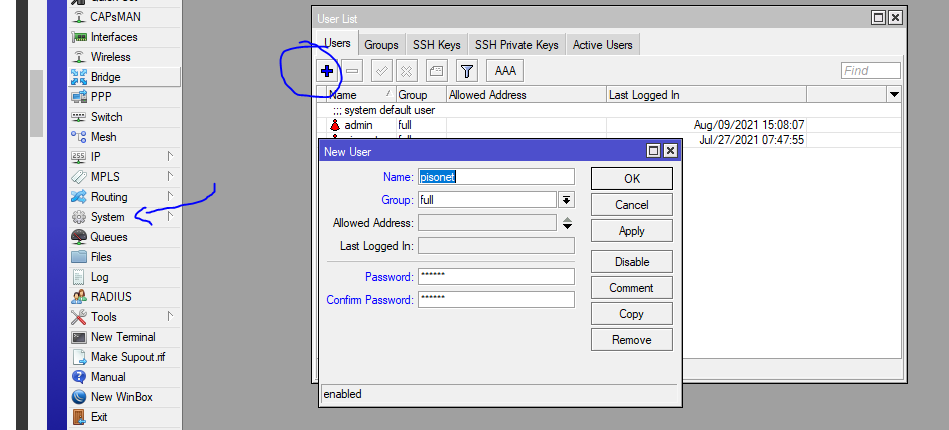 CAPsMAN
Interfaces
Wireless
Bridge
PPP
Switch
Mesh
IP
MPLS
Routing
System
Queues
Files
Log
RADIUS
Tools
New Terminal
Make Supout.rif
Manual
New WinBox
Exit
User List
Users Groups SSH Keys SSH Private Keys Active Users
AAA Find
Name Group Allowed Address Last Logged In
;;; system default user
admin full Aug/09/2021 15:08:07
Jul/27/2021 07:47:55
New User
Name: pisonet OK
Group: full Cancel
Allowed Address: Apply
Last Logged In:
Disable
Password: ******
Comment
Confirm Password: ******
Copy
Remove
enabled